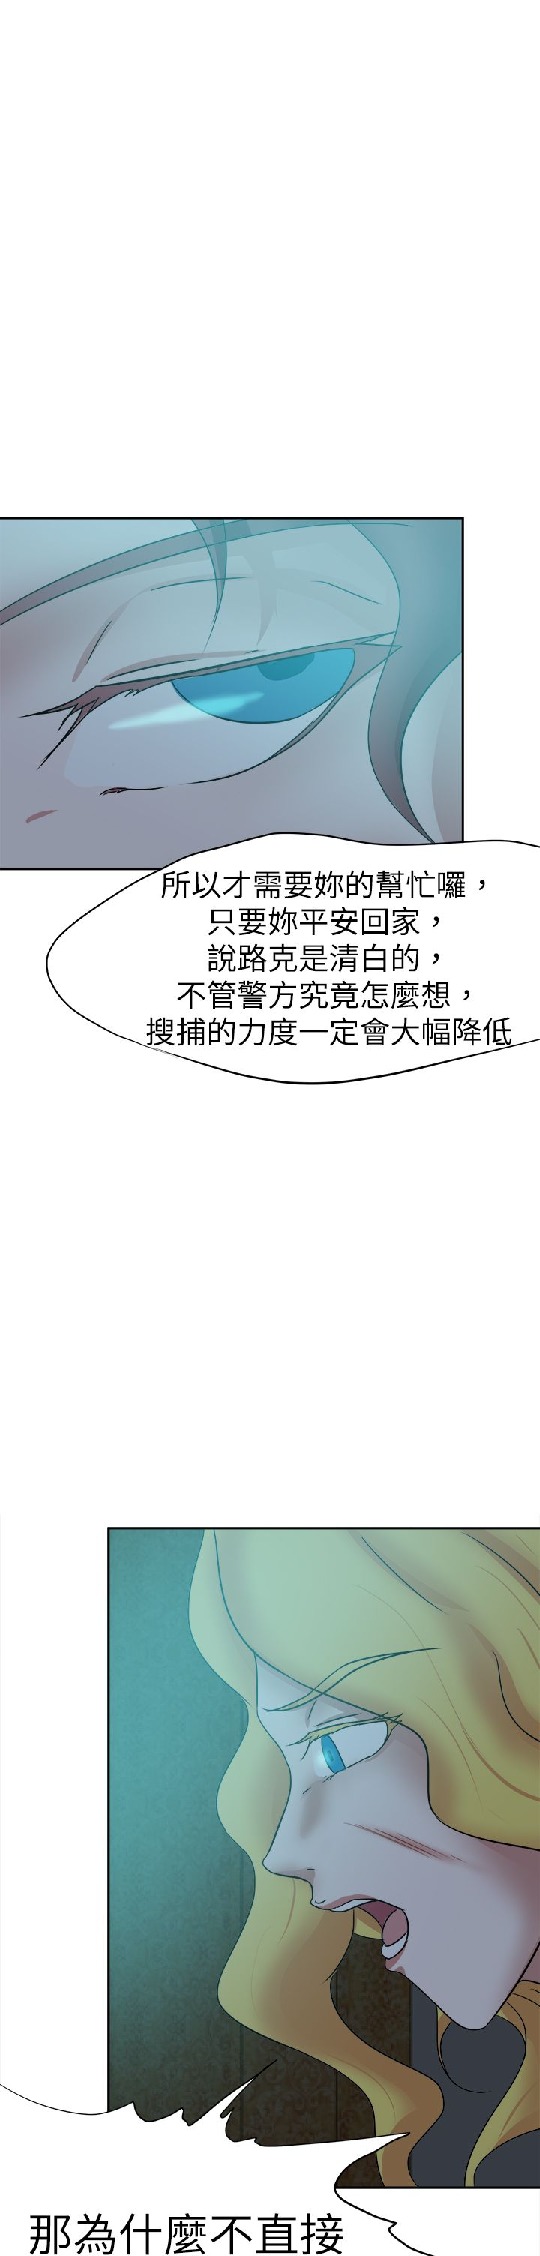 所以才需要妳的幫忙囉，
只要妳平安回家，
說路克是清白的，
不管警方究竟怎麼想，
搜捕的力度一定會大幅降低
那為什麼不直接